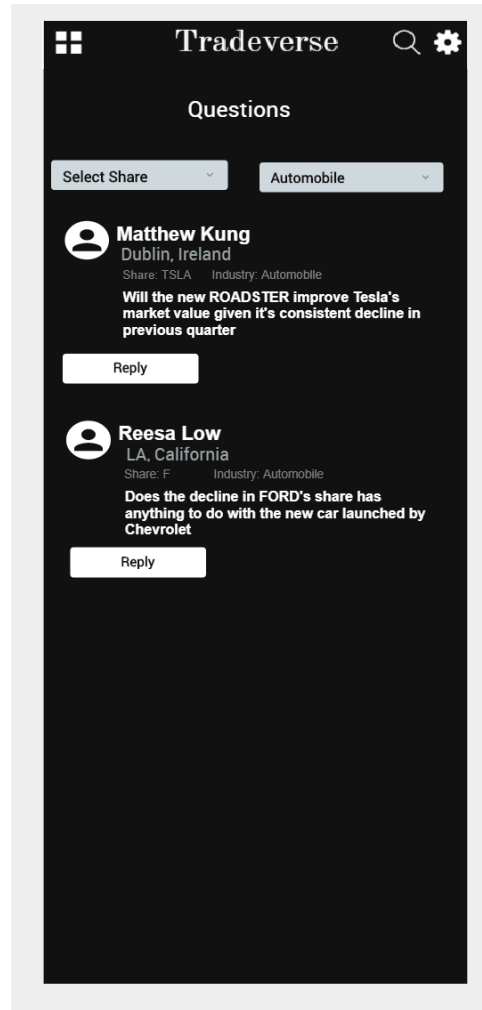 Tradeverse
Questions
Select Share
Automobile
Matthew Kung
Dublin, Ireland
Share: TSLA Industry: Automobile
Will the new ROADSTER improve Tesla's
market value given it's consistent decline in
previous quarter
Reply
Reesa Low
LA, California
Share: F Industry: Automobile
Does the decline in FORD's share has
anything to do with the new car launched by
Chevrolet
Reply